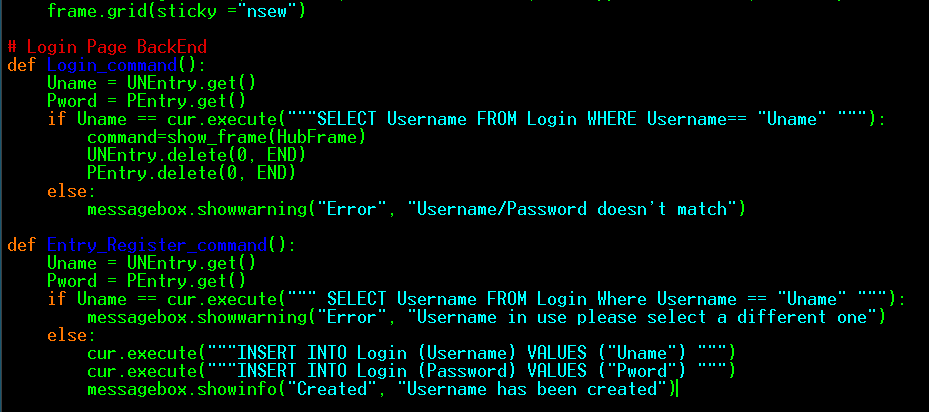 frame.grid(sticky ="nsew")
# Login Page BackEnd
def Login_command():
    Uname = UNEntry.get()
    Pword = PEntry.get()
    if Uname == cur.execute("""SELECT Username FROM Login WHERE Username== "Uname" """):
        command=show_frame(HubFrame)
        UNEntry.delete(0, END)
        PEntry.delete(0, END)
    else:
        messagebox.showwarning("Error", "Username/Password doesn't match")
def Entry_Register_command():
    Uname = UNEntry.get()
    Pword = PEntry.get()
    if Uname == cur.execute(""" SELECT Username FROM Login Where Username == "Uname" """):
        messagebox.showwarning("Error", "Username in use please select a different one")
    else:
        cur.execute("""INSERT INTO Login (Username) VALUES ("Uname") """)
        cur.execute("""INSERT INTO Login (Password) VALUES ("Pword") """)
        messagebox.showinfo("Created", "Username has been created")